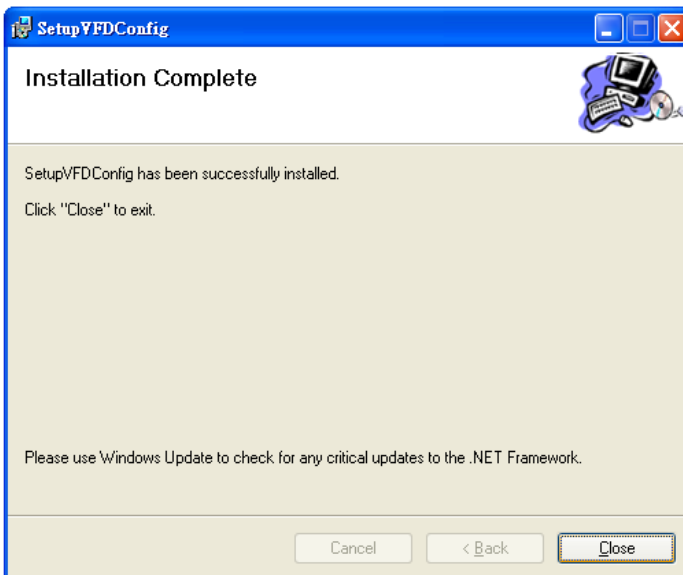 SetupVFDConfig
Installation Complete
SetupVFDConfig has been successfully installed.
Click "Close" to exit.
Please use Windows Update to check for any critical updates to the .NET Framework.
Cancel
< Back
Close